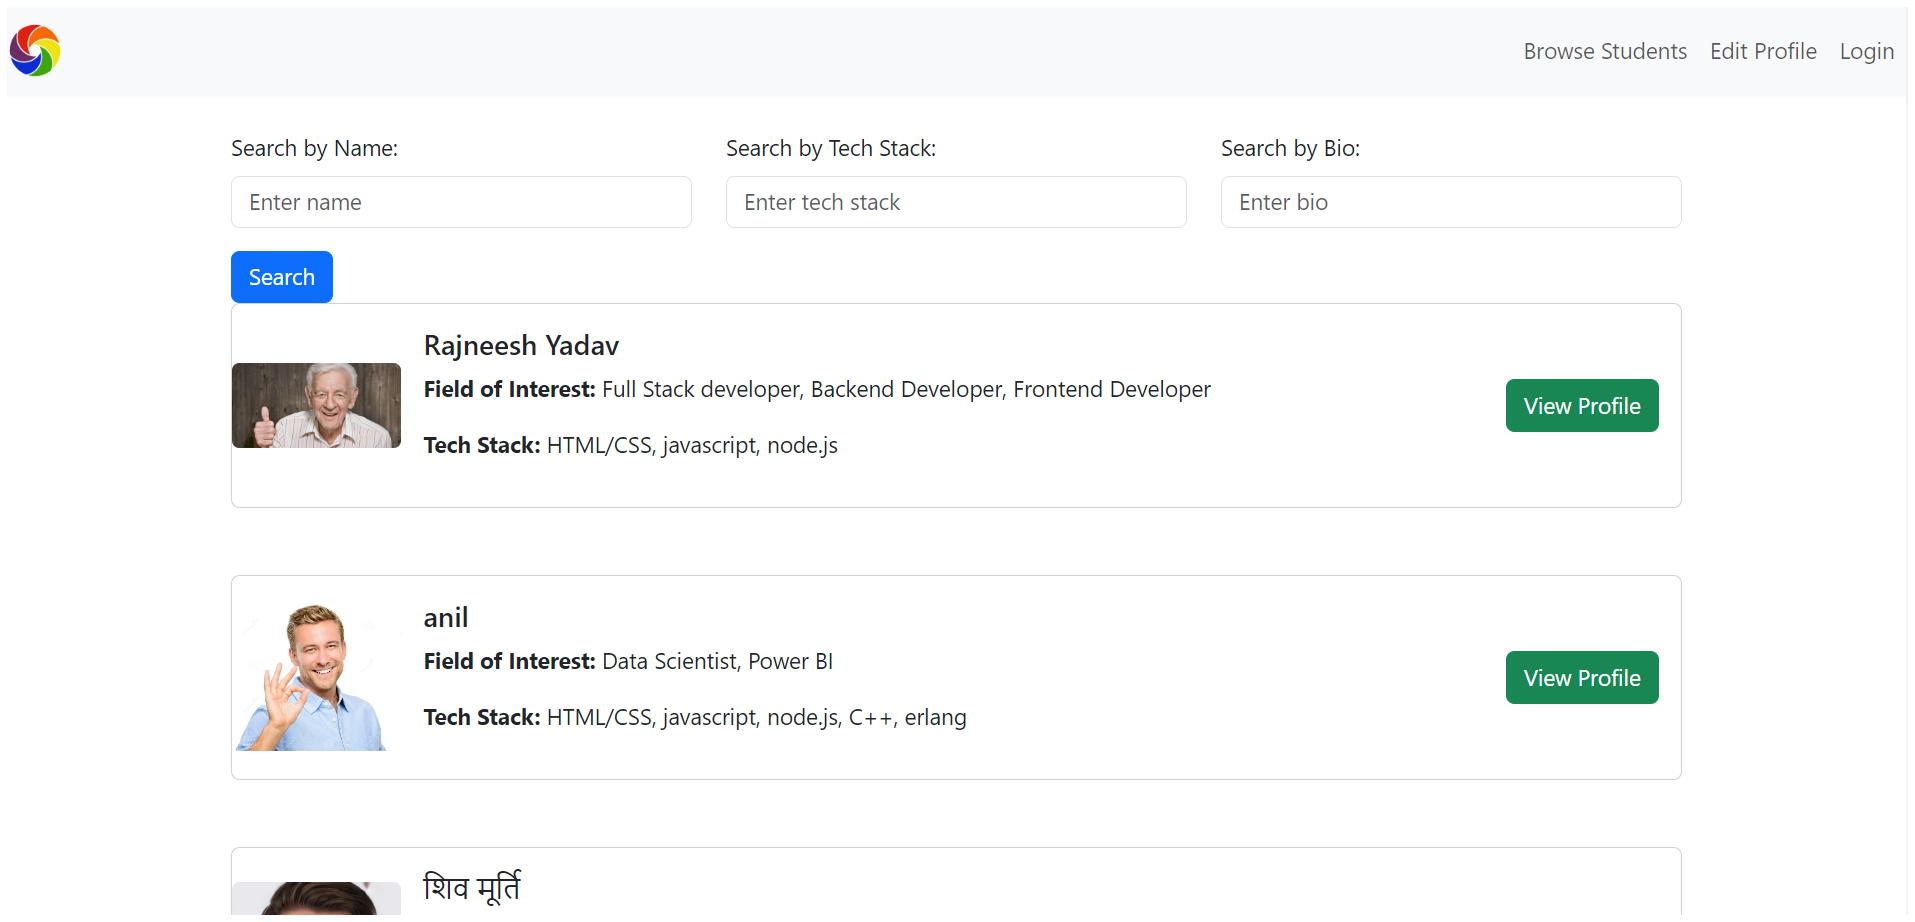 Browse Students Edit Profile Login
Search by Name: Search by Tech Stack: Search by Bio:
Enter name Enter tech stack Enter bio
Search
Rajneesh Yadav
Field of Interest: Full Stack developer, Backend Developer, Frontend Developer
View Profile
Tech Stack: HTML/CSS, javascript, node.js
anil
Field of Interest: Data Scientist, Power BI
View Profile
Tech Stack: HTML/CSS, javascript, node.js, C++, erlang
शिव मूर्ति